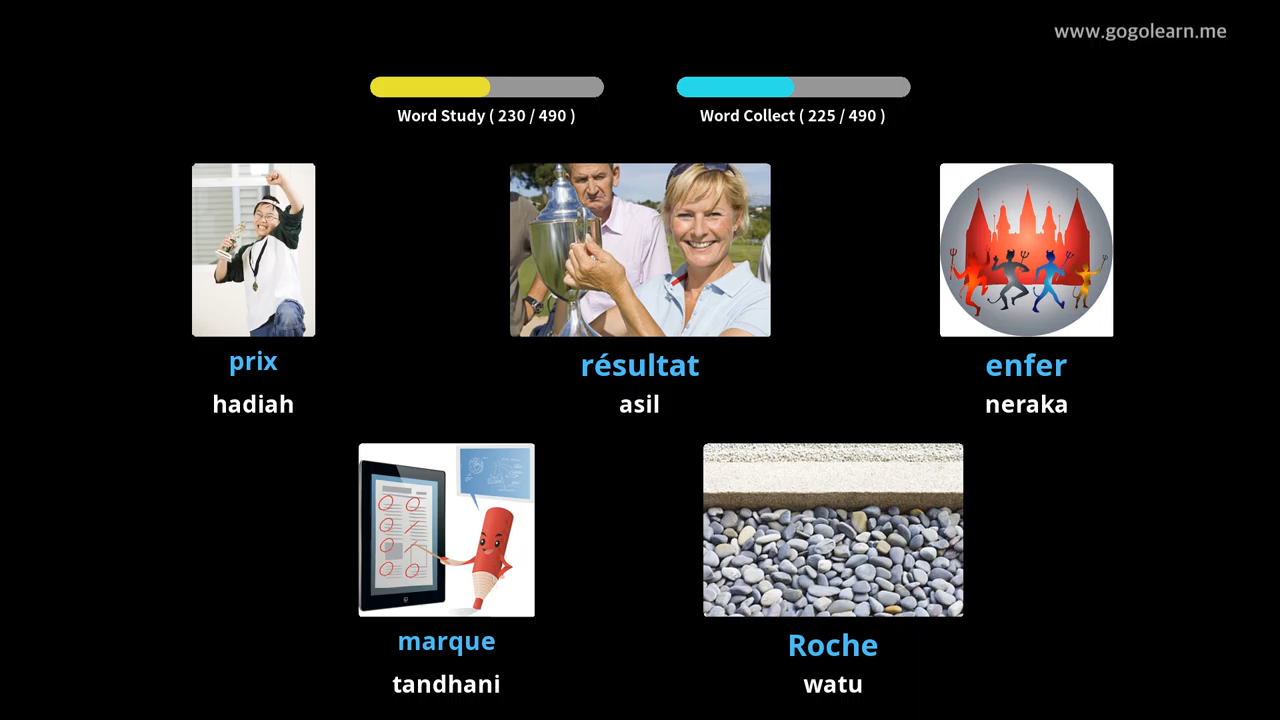 www.gogolearn.me
Word Study ( 230 / 490 )
Word Collect ( 225 / 490 )
prix
hadiah
résultat
asil
enfer
neraka
marque
tandhani
Roche
watu